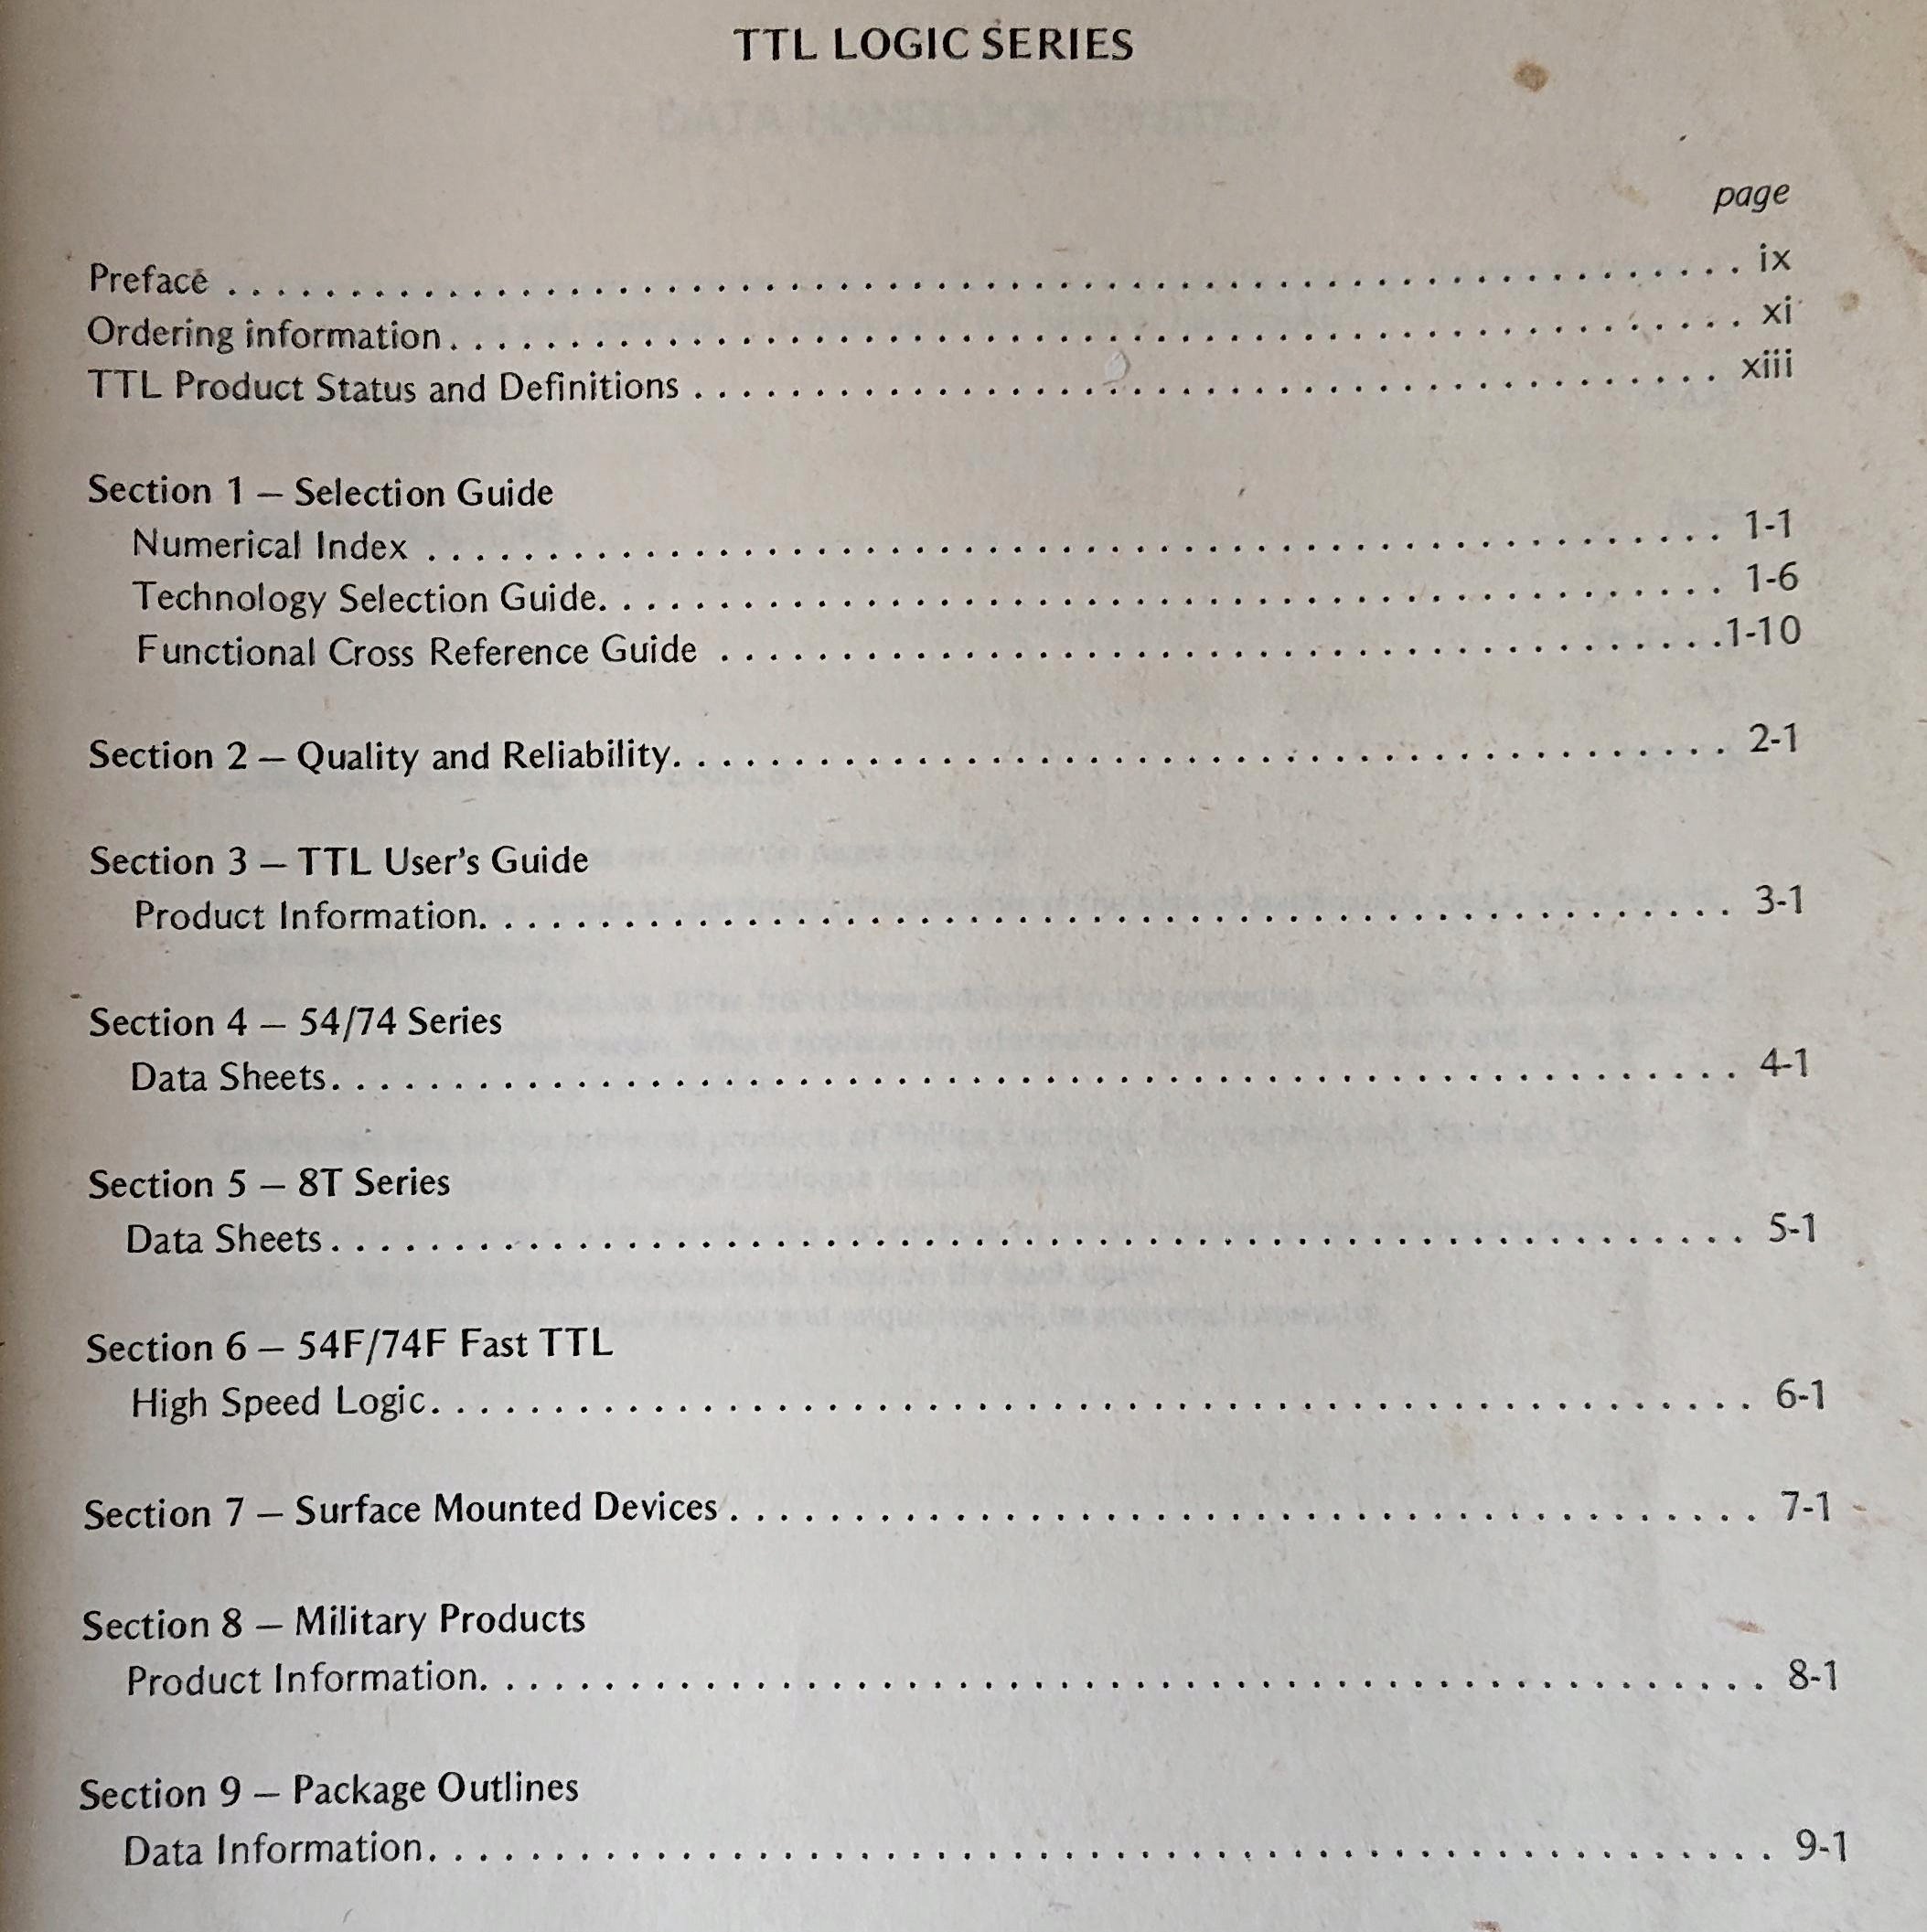 TTL LOGIC SERIES
page
Preface . . . . . . . . . . . . . . . . . . . . ix
Ordering information. . . . . . . . . . . . . . . . . . . . xi
TTL Product Status and Definitions . . . . . . . . . . . . . . . . . . . . xiii
Section 1 – Selection Guide
Numerical Index . . . . . . . . . . . . . . . . . . . . 1-1
Technology Selection Guide. . . . . . . . . . . . . . . . . . . . 1-6
Functional Cross Reference Guide . . . . . . . . . . . . . . . . . . . . 1-10
Section 2 – Quality and Reliability. . . . . . . . . . . . . . . . . . . . 2-1
Section 3 – TTL User's Guide
Product Information. . . . . . . . . . . . . . . . . . . . 3-1
Section 4 – 54/74 Series
Data Sheets. . . . . . . . . . . . . . . . . . . . 4-1
Section 5 – 8T Series
Data Sheets . . . . . . . . . . . . . . . . . . . . 5-1
Section 6 – 54F/74F Fast TTL
High Speed Logic. . . . . . . . . . . . . . . . . . . . 6-1
Section 7 – Surface Mounted Devices . . . . . . . . . . . . . . . . . . . . 7-1
Section 8 – Military Products
Product Information. . . . . . . . . . . . . . . . . . . . 8-1
Section 9 – Package Outlines
Data Information. . . . . . . . . . . . . . . . . . . . 9-1